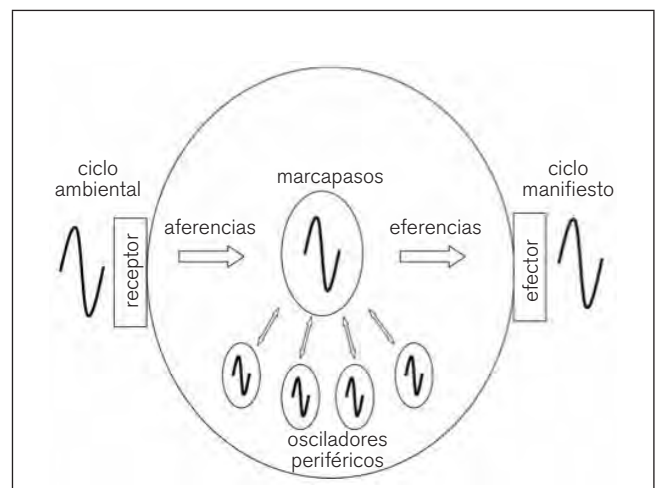 ciclo
ambiental
marcapasos
ciclo
manifiesto
aferencias
eferencias
receptor
efector
osciladores
periféricos